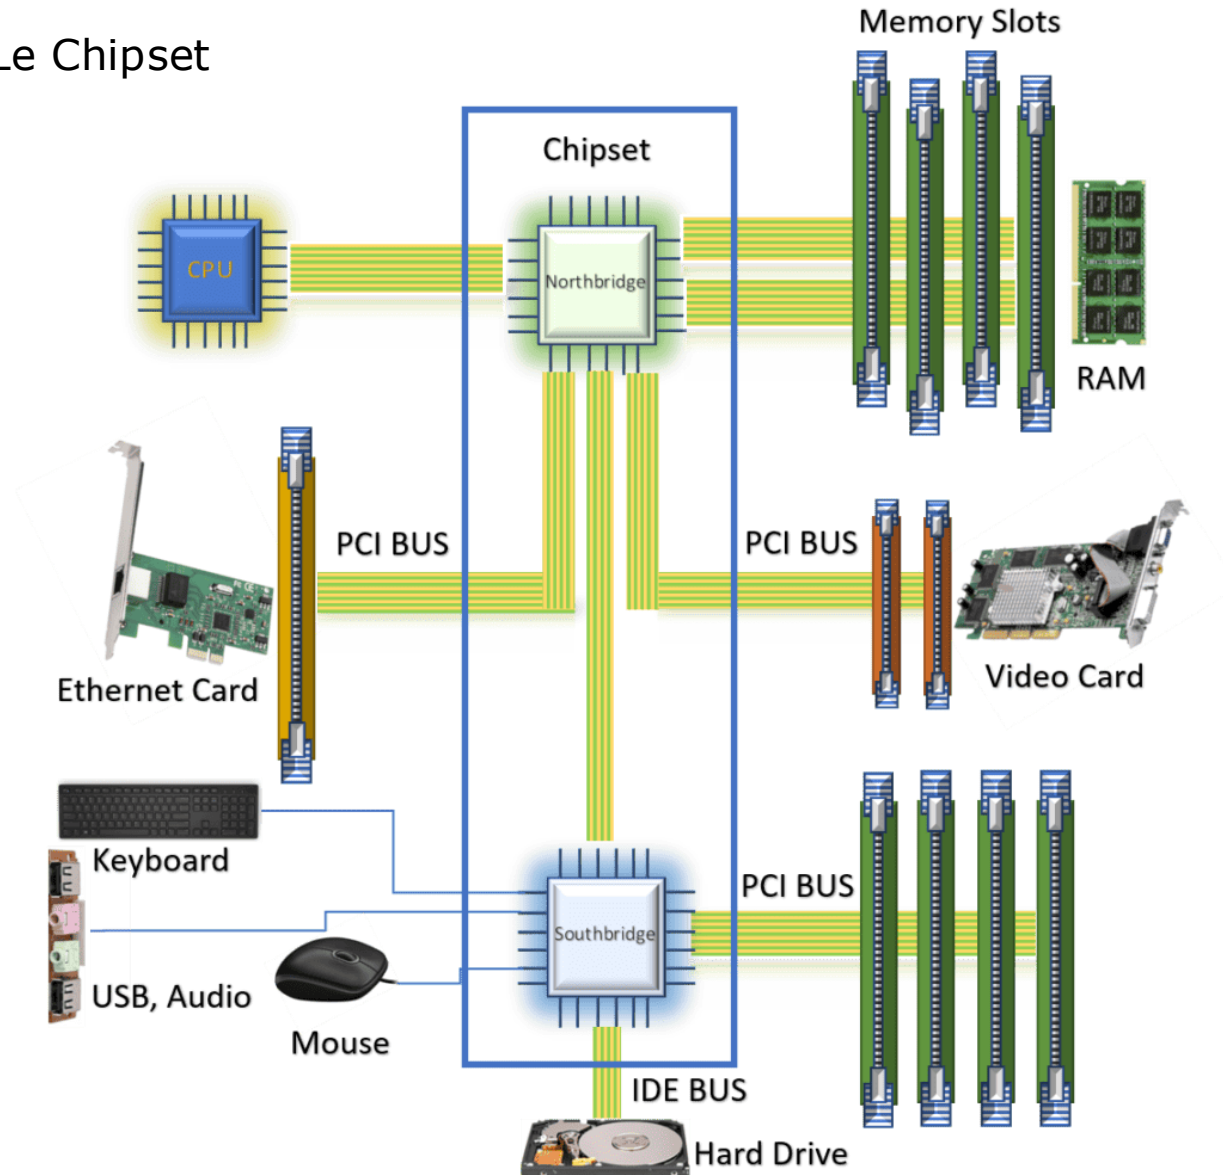 Le Chipset
Memory Slots
Chipset
CPU
Northbridge
RAM
PCI BUS
PCI BUS
Ethernet Card
Video Card
Keyboard
PCI BUS
Southbridge
USB, Audio
Mouse
IDE BUS
Hard Drive